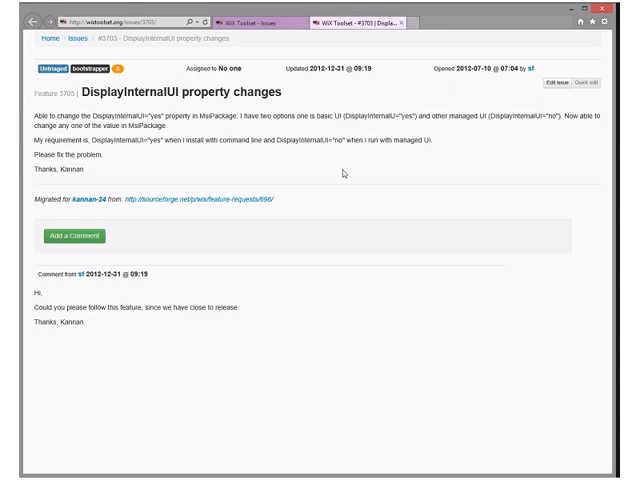 http://wixtoolset.org/issues/3703/
WiX Toolset - Issues
WiX Toolset - #3703 | Displa...
Home Issues #3703 - DisplayInternalUI property changes
Untriaged bootstrapper 0 Assigned to No one Updated 2012-12-31 @ 09:19 Opened 2012-07-10 @ 07:04 by sf
Edit issue Quick edit
Feature 3703 | DisplayInternalUI property changes
Able to change the DisplayInternalUI="yes" property in MsiPackage. I have two options one is basic UI (DisplayInternalUI="yes") and other managed UI (DisplayInternalUI="no"). Now able to
change any one of the value in MsiPackage.
My requirement is, DisplayInternalUI="yes" when i install with command line and DisplayInternalUI="no" when i run with managed UI.
Please fix the problem.
Thanks, Kannan
Migrated for kannan-24 from: http://sourceforge.net/p/wix/feature-requests/696/
Add a Comment
Comment from sf 2012-12-31 @ 09:19
Hi,
Could you please follow this feature, since we have close to release.
Thanks, Kannan